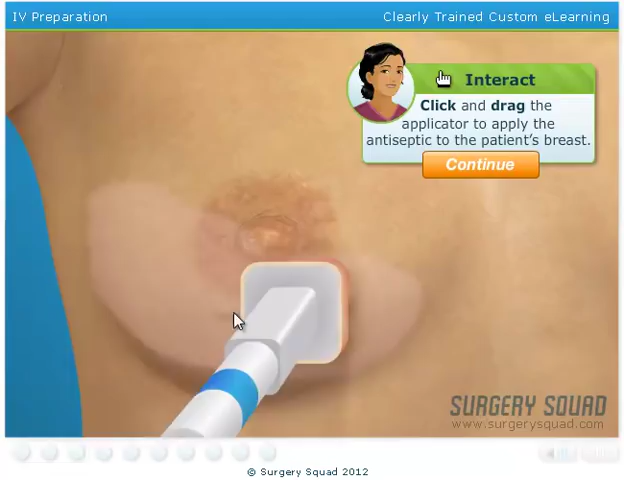 IV Preparation
Clearly Trained Custom eLearning
Interact
Click and drag the
applicator to apply the
antiseptic to the patient's breast.
Continue
SURGERY SQUAD
www.surgerysquad.com
© Surgery Squad 2012